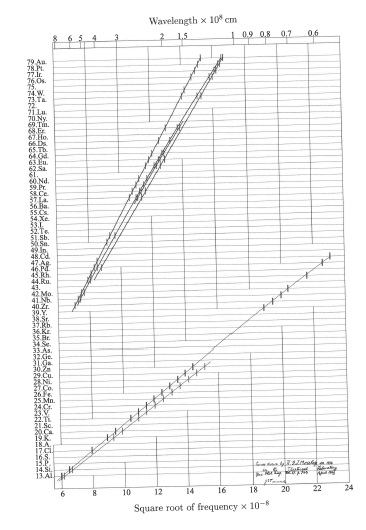 Wavelength × 10⁸ cm
8 6 5 4 3 2 1,5 1 0,9 0,8 0,7 0,6
79.Au.
78.Pt.
77.Ir.
76.Os.
75.
74.W.
73.Ta.
72.
71.Lu.
70.Ny.
69.Tm.
68.Er.
67.Ho.
66.Ds.
65.Tb.
64.Gd.
63.Eu.
62.Sa.
61.
60.Nd.
59.Pr.
58.Ce.
57.La.
56.Ba.
55.Cs.
54.Xe.
53.I.
52.Te.
51.Sb.
50.Sn.
49.In.
48.Cd.
47.Ag.
46.Pd.
45.Rh.
44.Ru.
43.
42.Mo.
41.Nb.
40.Zr.
39.Y.
38.Sr.
37.Rb.
36.Kr.
35.Br.
34.Se.
33.As.
32.Ge.
31.Ga.
30.Zn
29.Cu.
28.Ni.
27.Co.
26.Fe.
25.Mn.
24.Cr.
23.V.
22.Ti.
21.Sc.
20.Ca.
19.K.
18.A.
17.Cl.
16.S.
15.P.
14.Si.
13.Al.
6 8 10 12 14 16 18 20 22 24
Square root of frequency × 10⁻⁸